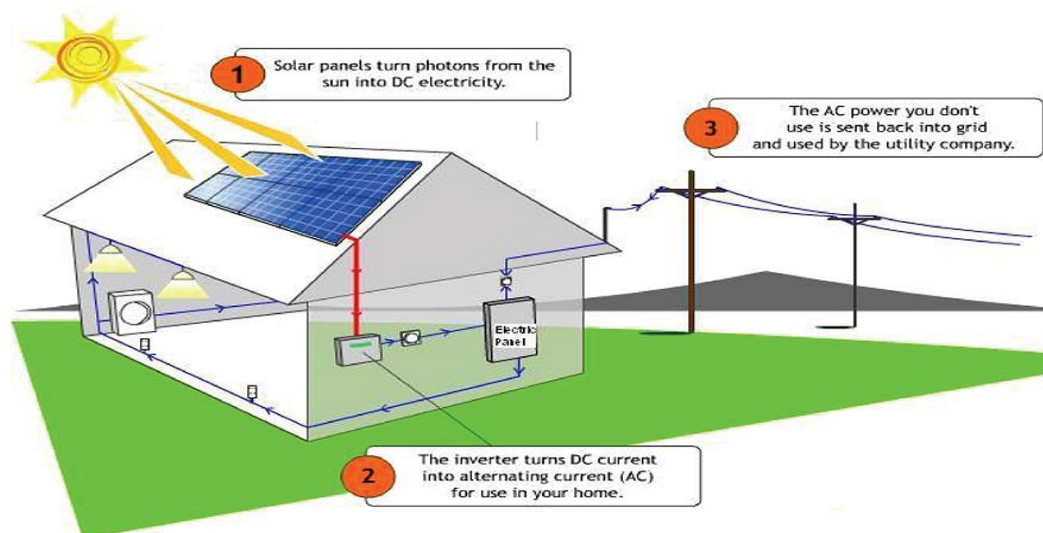 1
Solar panels turn photons from the
sun into DC electricity.
3
The AC power you don't
use is sent back into grid
and used by the utility company.
Electric
Panel
2
The inverter turns DC current
into alternating current (AC)
for use in your home.